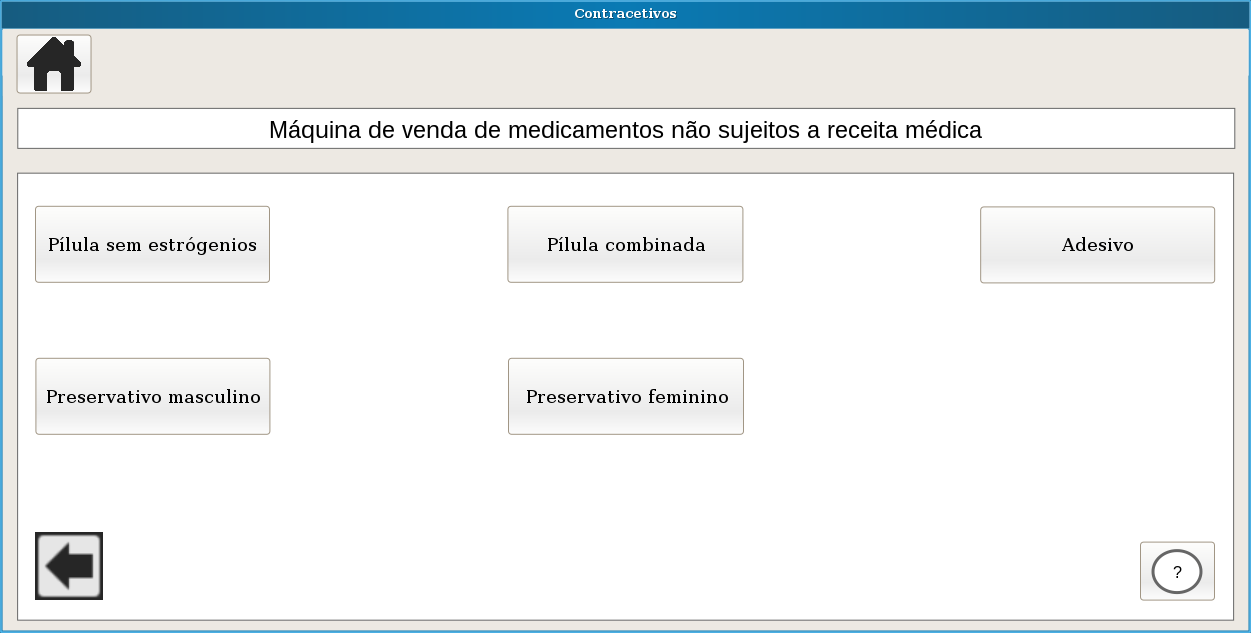 Contracetivos
Máquina de venda de medicamentos não sujeitos a receita médica
Pílula sem estrógenios
Pílula combinada
Adesivo
Preservativo masculino
Preservativo feminino
?